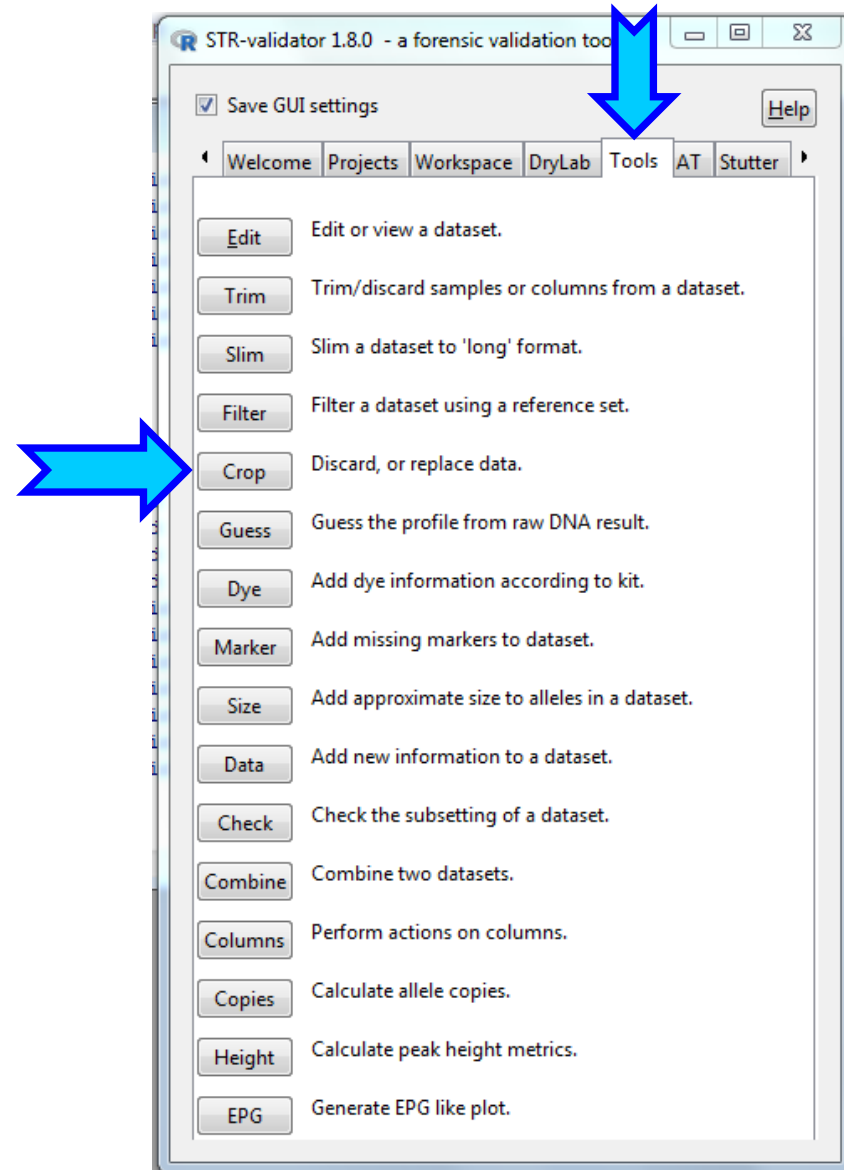 STR-validator 1.8.0 - a forensic validation too
Save GUI settings
Help
Welcome Projects Workspace DryLab Tools AT Stutter
Edit Edit or view a dataset.
Trim Trim/discard samples or columns from a dataset.
Slim Slim a dataset to 'long' format.
Filter Filter a dataset using a reference set.
Crop Discard, or replace data.
Guess Guess the profile from raw DNA result.
Dye Add dye information according to kit.
Marker Add missing markers to dataset.
Size Add approximate size to alleles in a dataset.
Data Add new information to a dataset.
Check Check the subsetting of a dataset.
Combine Combine two datasets.
Columns Perform actions on columns.
Copies Calculate allele copies.
Height Calculate peak height metrics.
EPG Generate EPG like plot.